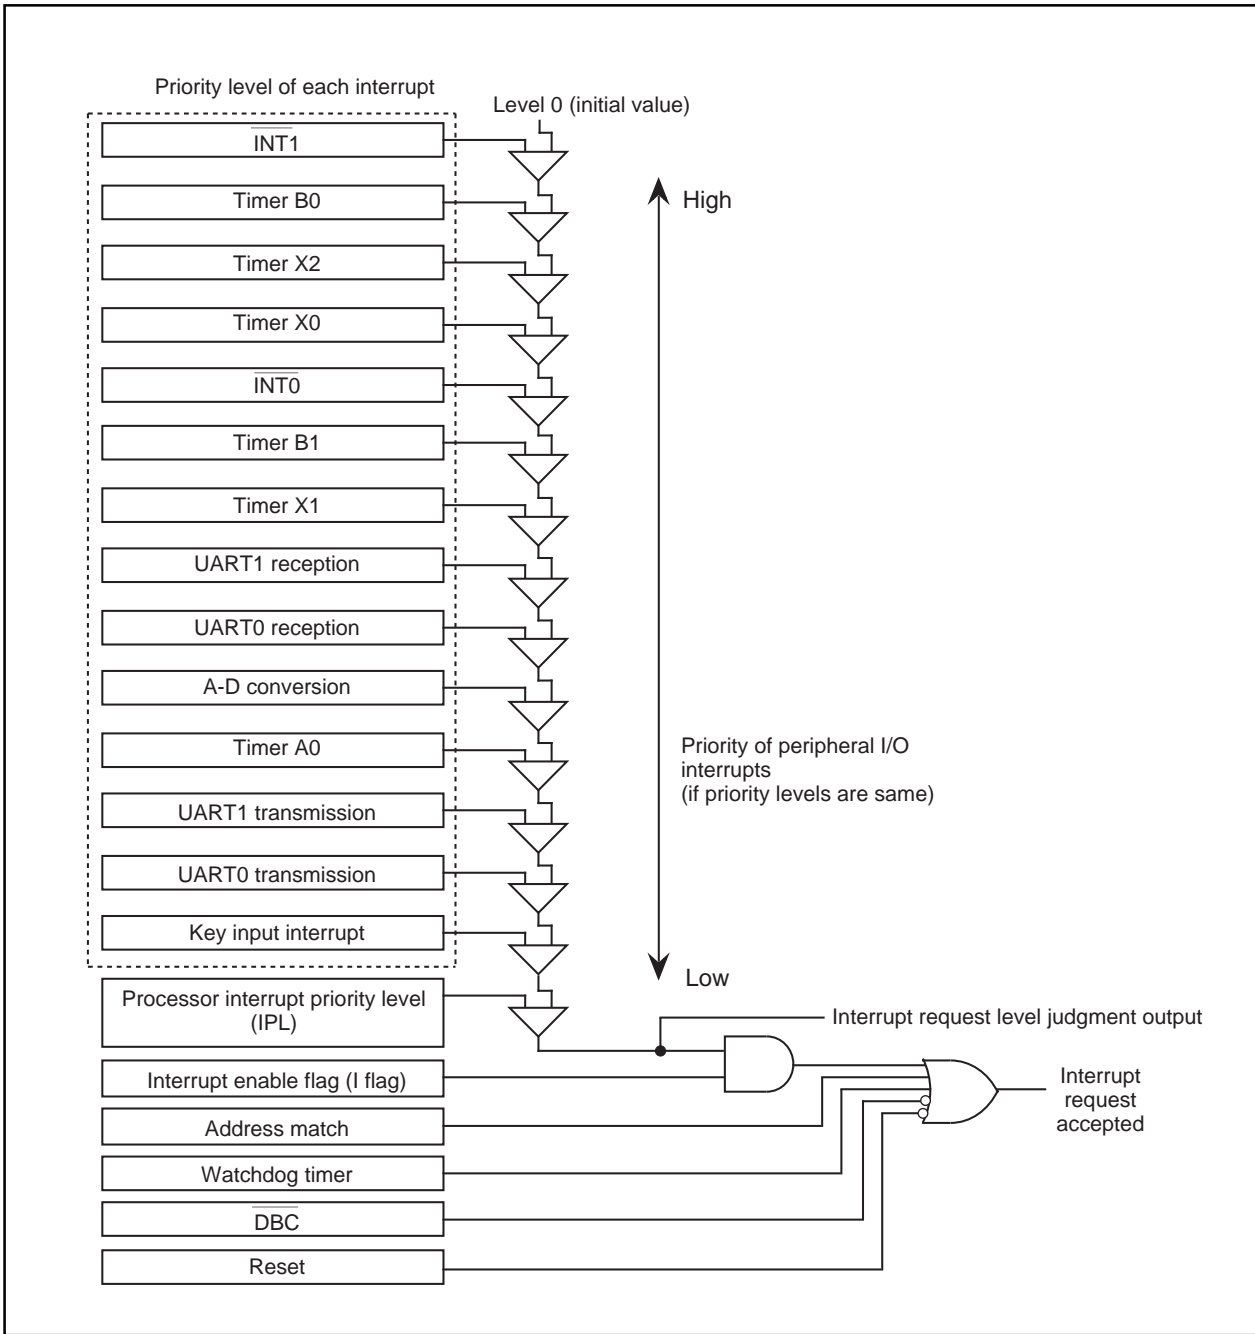 Priority level of each interrupt
Level 0 (initial value)
INT1
Timer B0
High
Timer X2
Timer X0
INT0
Timer B1
Timer X1
UART1 reception
UART0 reception
A-D conversion
Timer A0
Priority of peripheral I/O
interrupts
(if priority levels are same)
UART1 transmission
UART0 transmission
Key input interrupt
Low
Processor interrupt priority level
(IPL)
Interrupt request level judgment output
Interrupt enable flag (I flag)
Interrupt
request
accepted
Address match
Watchdog timer
DBC
Reset